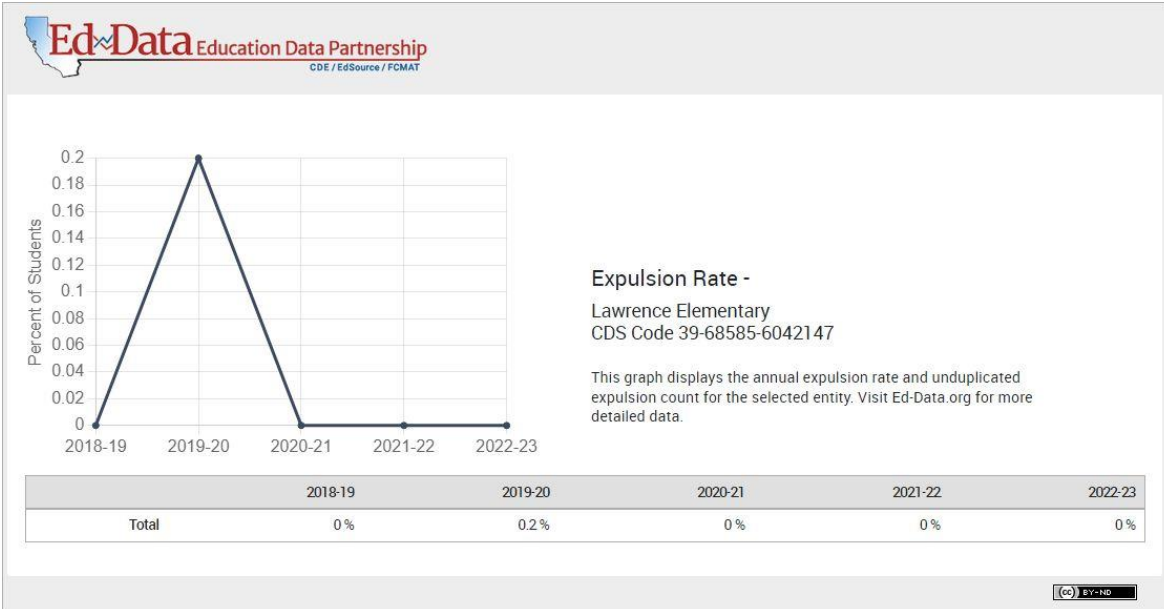 Ed Data Education Data Partnership
CDE / EdSource / FCMAT
Percent of Students
0.2
0.18
0.16
0.14
0.12
0.1
0.08
0.06
0.04
0.02
0
2018-19 2019-20 2020-21 2021-22 2022-23
Expulsion Rate -
Lawrence Elementary
CDS Code 39-68585-6042147
This graph displays the annual expulsion rate and unduplicated
expulsion count for the selected entity. Visit Ed-Data.org for more
detailed data.
2018-19 2019-20 2020-21 2021-22 2022-23
Total 0 % 0.2 % 0 % 0 % 0 %
(cc) BY-ND